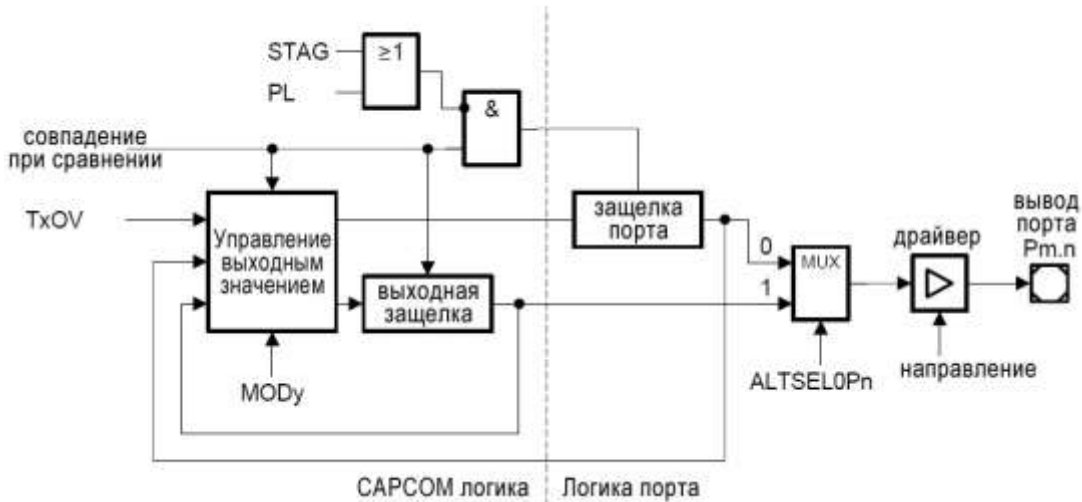 STAG
≥1
PL
&
совпадение
при сравнении
TxOV
Управление
выходным
значением
выходная
защелка
MODy
защелка
порта
0
1
MUX
ALTSEL0Pn
драйвер
направление
вывод
порта
Pm.n
CAPCOM логика
Логика порта